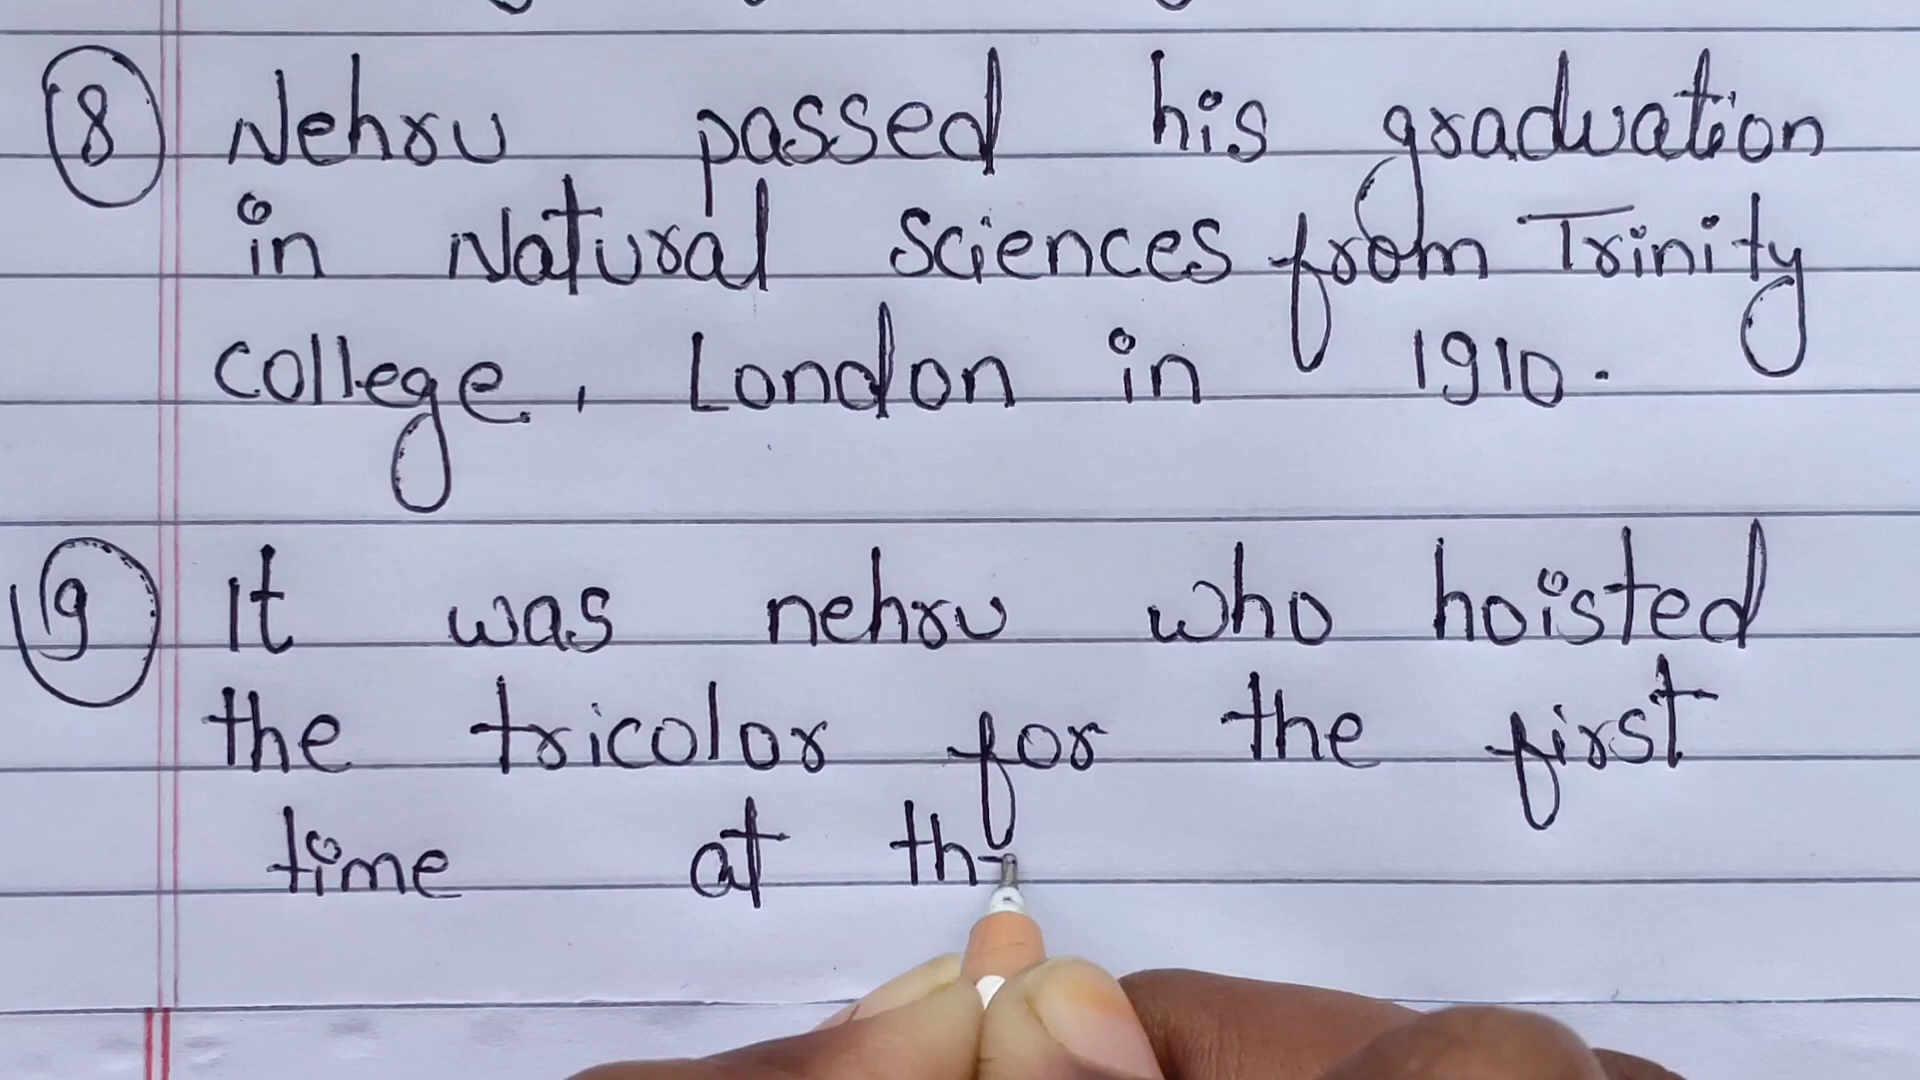 8 Nehru passed his graduation
in Natural Sciences from Trinity
college, London in 1910.
9 It was nehru who hoisted
the tricolor for the first
time at th